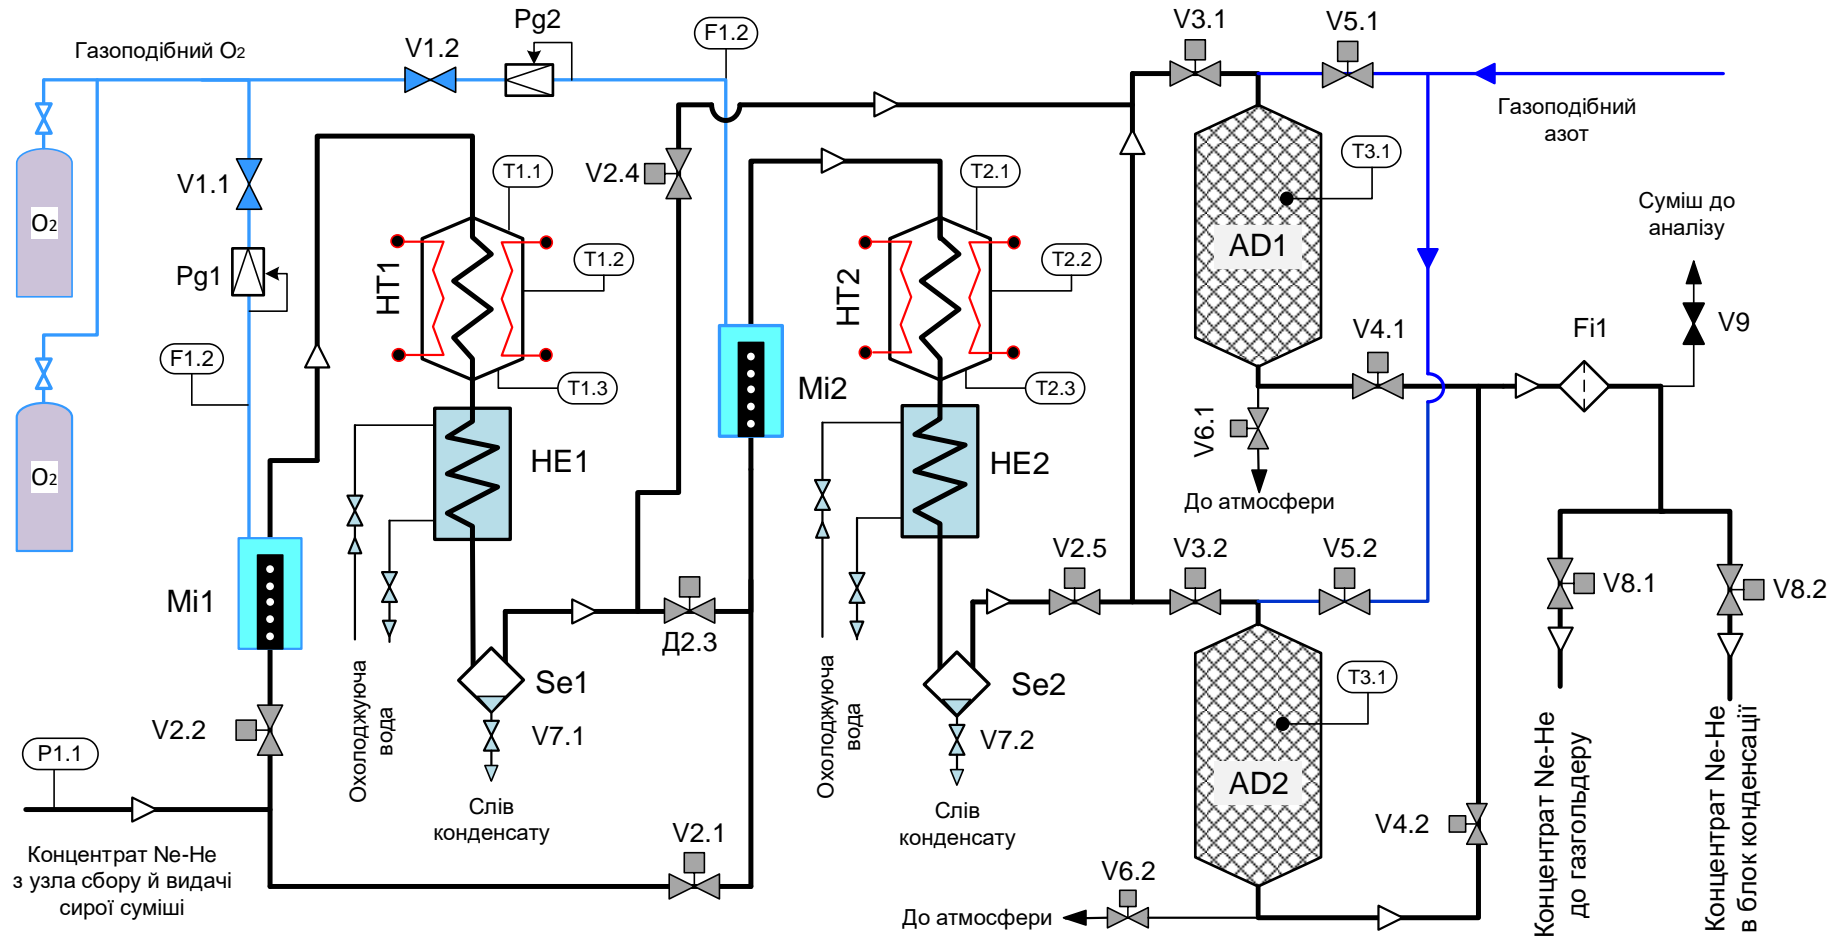 Газоподібний O₂
Pg2
V1.2
F1.2
V3.1
V5.1
Газоподібний
азот
V1.1
V2.4
T1.1
T2.1
T3.1
Суміш до
аналізу
O₂
Pg1
HT1
T1.2
HT2
T2.2
AD1
V9
F1.2
T1.3
Mi2
T2.3
V4.1
Fi1
V6.1
HE1
HE2
O₂
До атмосфери
V2.5
V3.2
V5.2
V8.1
V8.2
Mi1
Д2.3
Se1
Se2
T3.1
V2.2
V7.1
V7.2
P1.1
Охолоджуюча
вода
Охолоджуюча
вода
AD2
Слів
конденсату
Слів
конденсату
V2.1
V4.2
Концентрат Ne-He
з узла сбору й видачі
сирої суміші
V6.2
До атмосфери
Концентрат Ne-He
до газгольдеру
Концентрат Ne-He
в блок конденсації